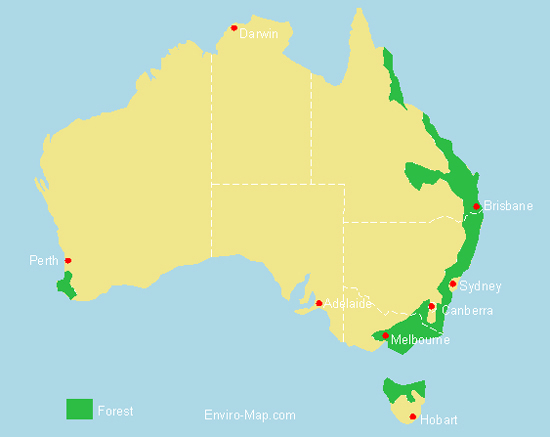 Darwin
Brisbane
Perth
Sydney
Adelaide
Canberra
Melbourne
Forest
Enviro-Map.com
Hobart